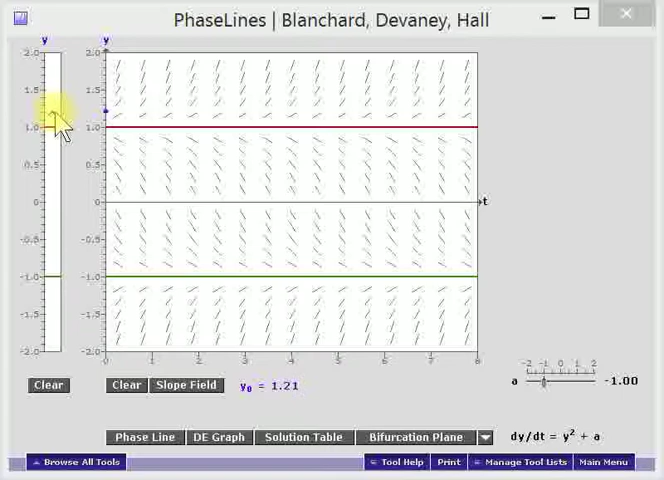 PhaseLines | Blanchard, Devaney, Hall
y y
2.0 2.0
1.5 1.5
1.0 1.0
0.5 0.5
0 0 t
-0.5 -0.5
-1.0 -1.0
-1.5 -1.5
-2.0 -2.0
0 1 2 3 4 5 6 7 8
-2 -1 0 1 2
a -1.00
Clear Clear Slope Field y₀ = 1.21
Phase Line DE Graph Solution Table Bifurcation Plane dy/dt = y² + a
Browse All Tools Tool Help Print Manage Tool Lists Main Menu